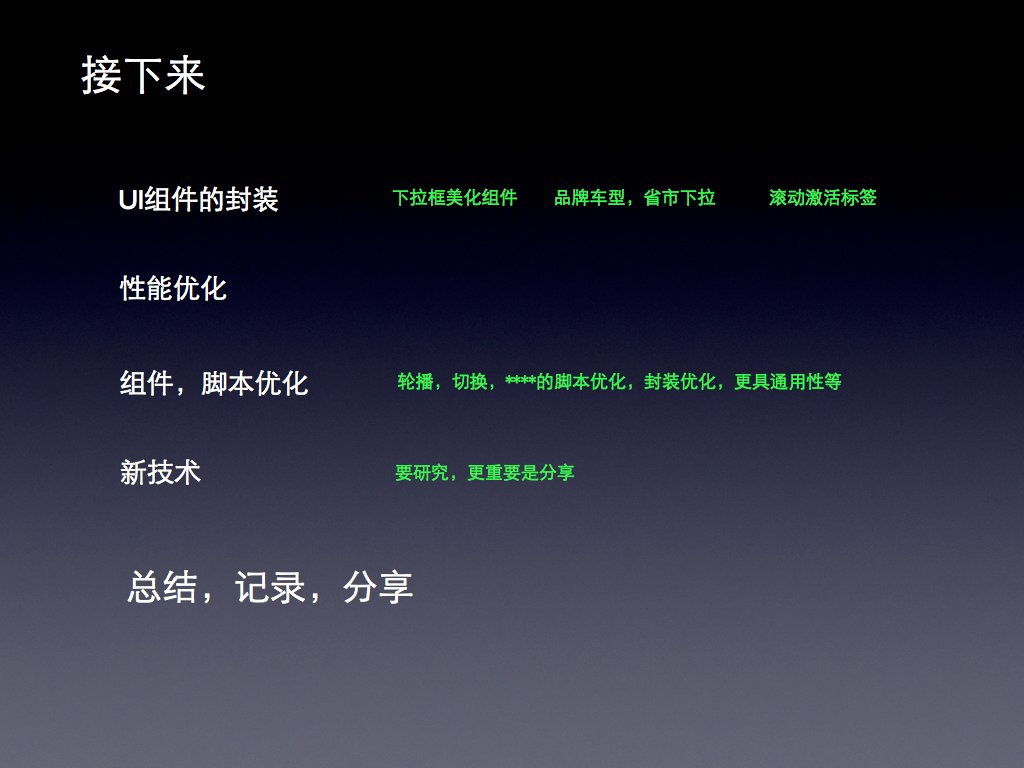 接下来
UI组件的封装 下拉框美化组件 品牌车型，省市下拉 滚动激活标签
性能优化
组件，脚本优化 轮播，切换，****的脚本优化，封装优化，更具通用性等
新技术 要研究，更重要是分享
总结，记录，分享